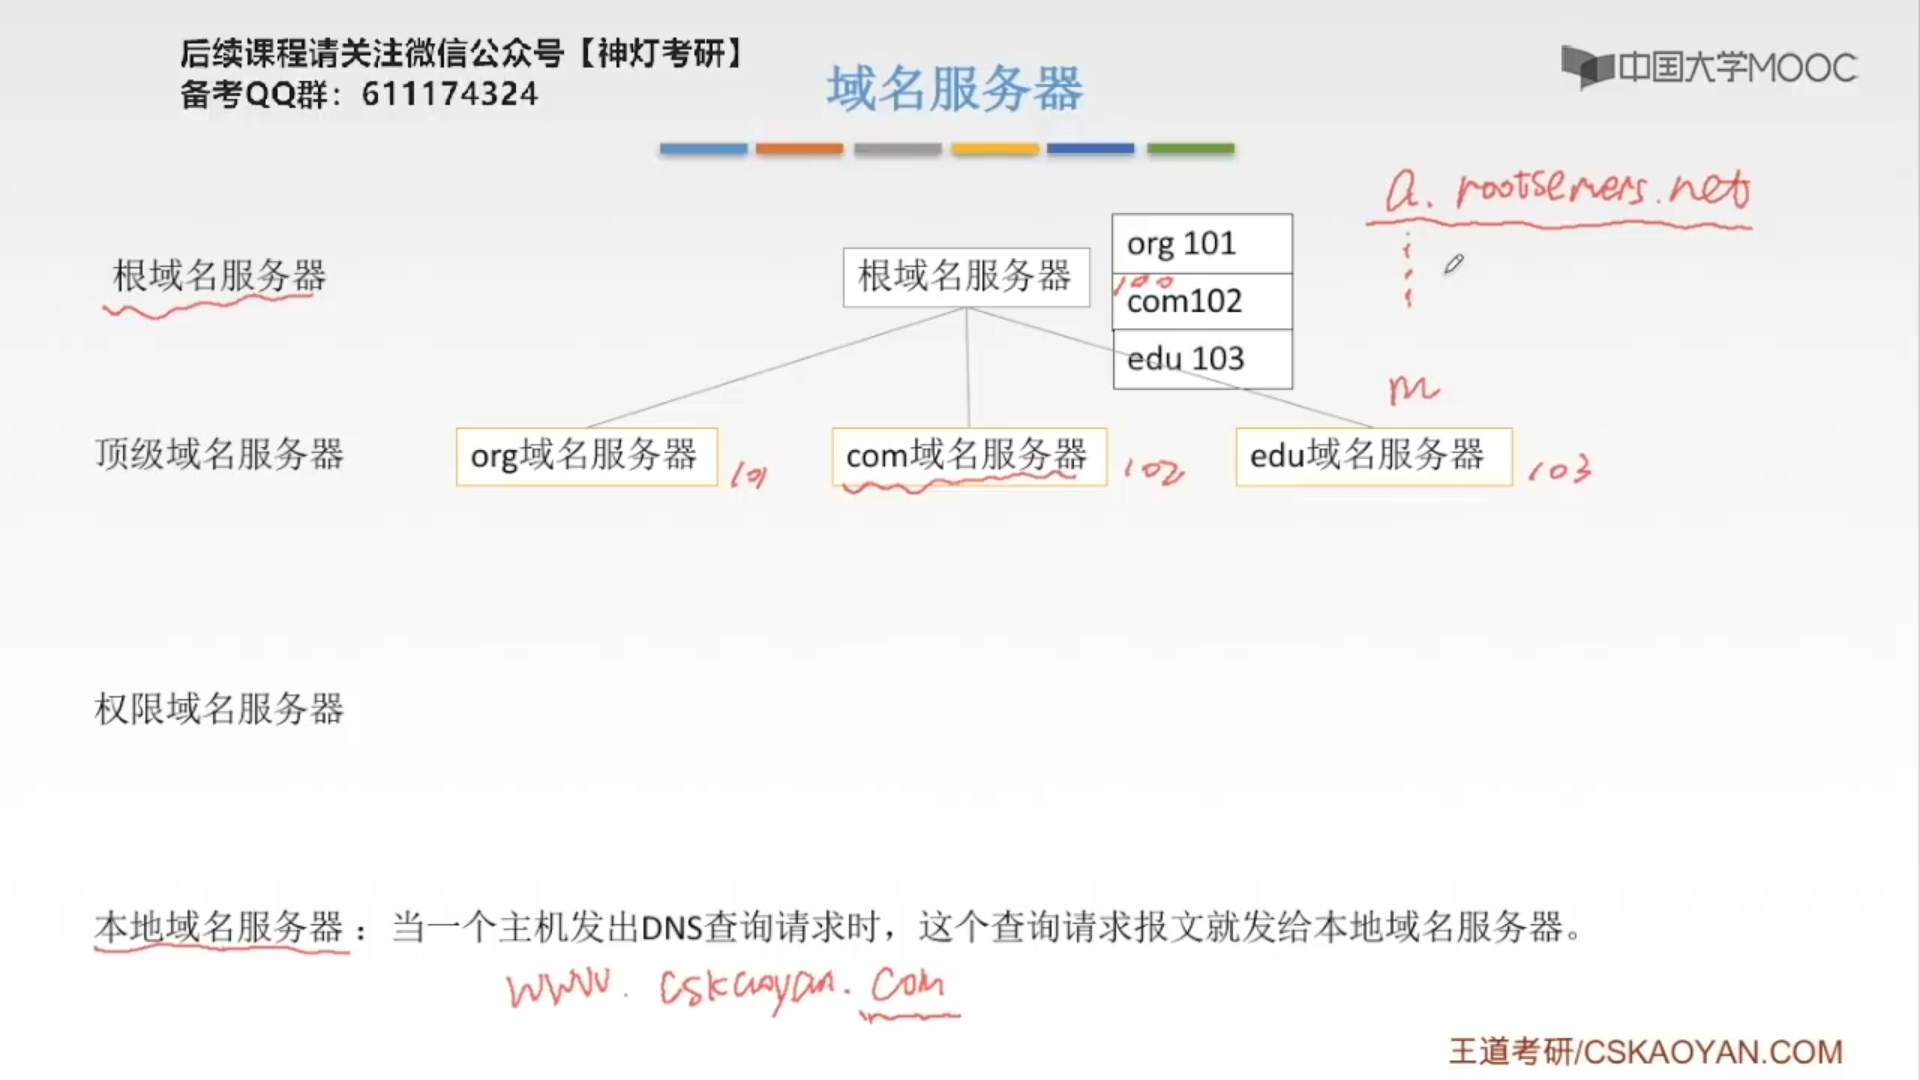 后续课程请关注微信公众号【神灯考研】
备考QQ群：611174324
域名服务器
中国大学MOOC
a. rootservers.net
m
根域名服务器
根域名服务器
org 101
100
com102
edu 103
顶级域名服务器
org域名服务器
101
com域名服务器
102
edu域名服务器
103
权限域名服务器
本地域名服务器：当一个主机发出DNS查询请求时，这个查询请求报文就发给本地域名服务器。
www. cskaoyan. com
王道考研/CSKAOYAN.COM